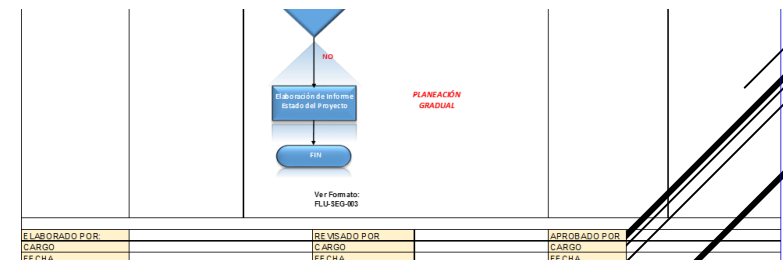 NO
Elaboración de Informe
Estado del Proyecto
PLANEACIÓN
GRADUAL
FIN
Ver Formato:
FLU-SEG-003
ELABORADO POR: REVISADO POR APROBADO POR
CARGO CARGO CARGO
FECHA FECHA FECHA